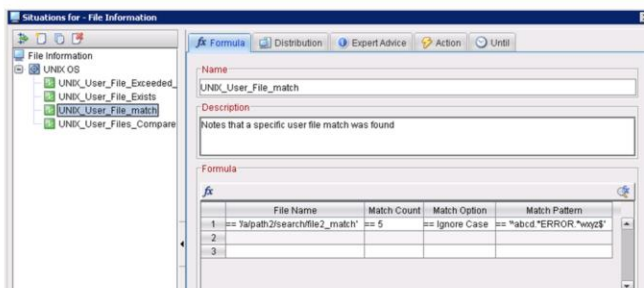 Situations for - File Information
File Information
UNIX OS
UNIX_User_File_Exceeded_
UNIX_User_File_Exists
UNIX_User_File_match
UNIX_User_Files_Compare
fx Formula Distribution Expert Advice Action Until
Name
UNIX_User_File_match
Description
Notes that a specific user file match was found
Formula
fx
File Name Match Count Match Option Match Pattern
1 == '/a/path2/search/file2_match' == 5 == Ignore Case == '^abcd.*ERROR.*wxyz$'
2
3